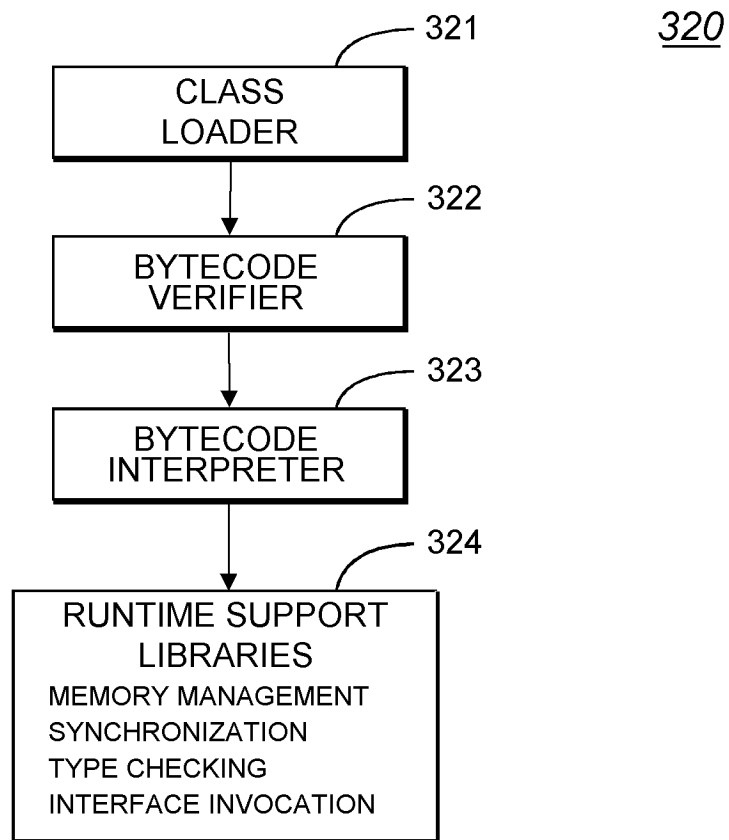 320
321
CLASS
LOADER
322
BYTECODE
VERIFIER
323
BYTECODE
INTERPRETER
324
RUNTIME SUPPORT
LIBRARIES
MEMORY MANAGEMENT
SYNCHRONIZATION
TYPE CHECKING
INTERFACE INVOCATION